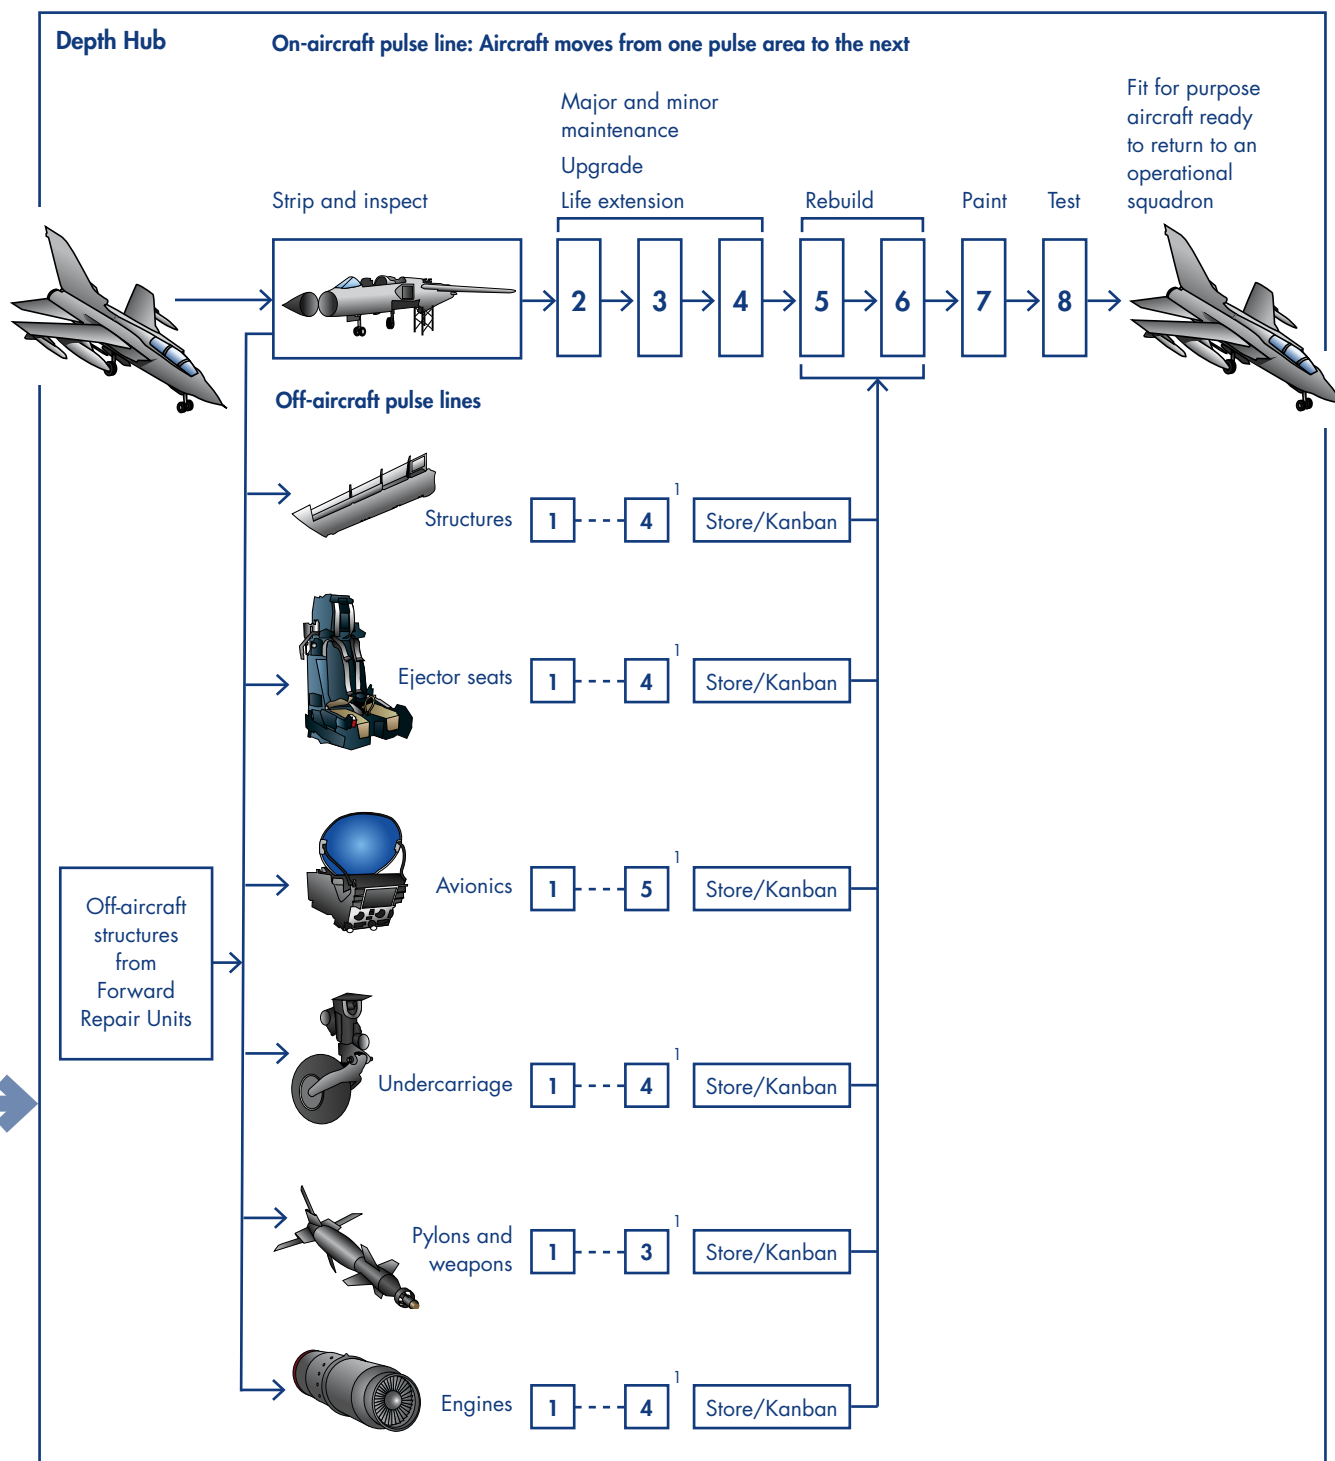 Depth Hub
On-aircraft pulse line: Aircraft moves from one pulse area to the next
Major and minor
maintenance
Upgrade
Life extension
Strip and inspect
Rebuild
Paint
Test
Fit for purpose
aircraft ready
to return to an
operational
squadron
2
3
4
5
6
7
8
Off-aircraft pulse lines
Structures 1 4 1 Store/Kanban
Ejector seats 1 4 1 Store/Kanban
Avionics 1 5 1 Store/Kanban
Off-aircraft
structures
from
Forward
Repair Units
Undercarriage 1 4 1 Store/Kanban
Pylons and
weapons 1 3 1 Store/Kanban
Engines 1 4 1 Store/Kanban